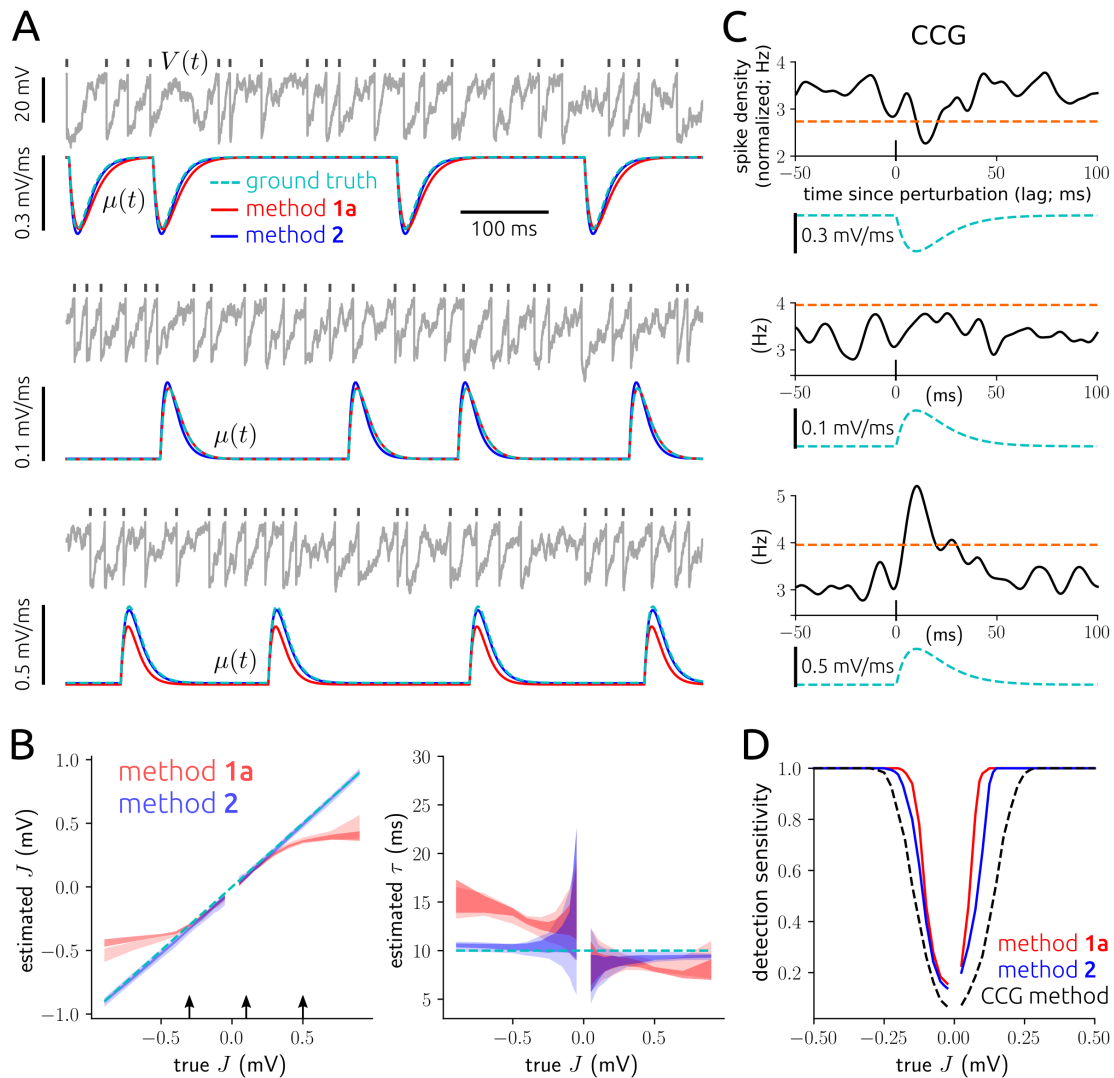 A
20 mV
V(t)
0.3 mV/ms
μ(t)
ground truth
method 1a
method 2
100 ms
0.1 mV/ms
μ(t)
0.5 mV/ms
μ(t)
C
CCG
spike density
(normalized; Hz)
4
3
2
−50
0
50
100
time since perturbation (lag; ms)
0.3 mV/ms
(Hz)
4
3
−50
0
(ms)
50
100
0.1 mV/ms
(Hz)
5
4
3
−50
0
(ms)
50
100
0.5 mV/ms
B
method 1a
method 2
estimated J (mV)
1.0
0.5
0.0
−0.5
−1.0
−0.5
0.0
0.5
true J (mV)
estimated τ (ms)
30
25
20
15
10
5
−0.5
0.0
0.5
true J (mV)
D
detection sensitivity
1.0
0.8
0.6
0.4
0.2
method 1a
method 2
CCG method
−0.50
−0.25
0.00
0.25
0.50
true J (mV)